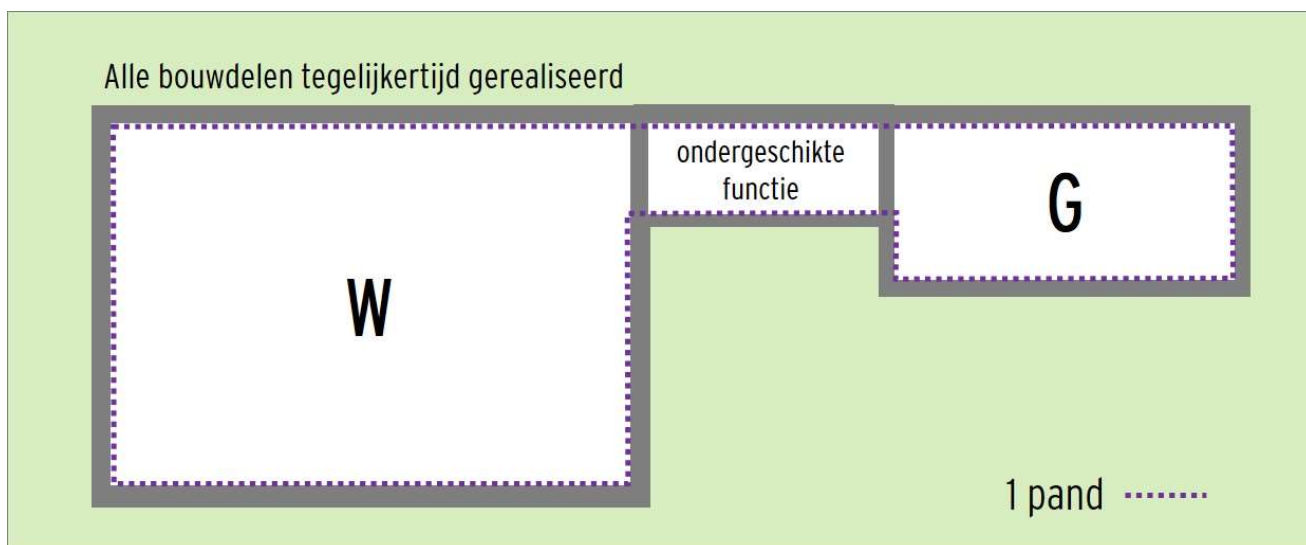 Alle bouwdelen tegelijkertijd gerealiseerd
ondergeschikte
functie
W
G
1 pand